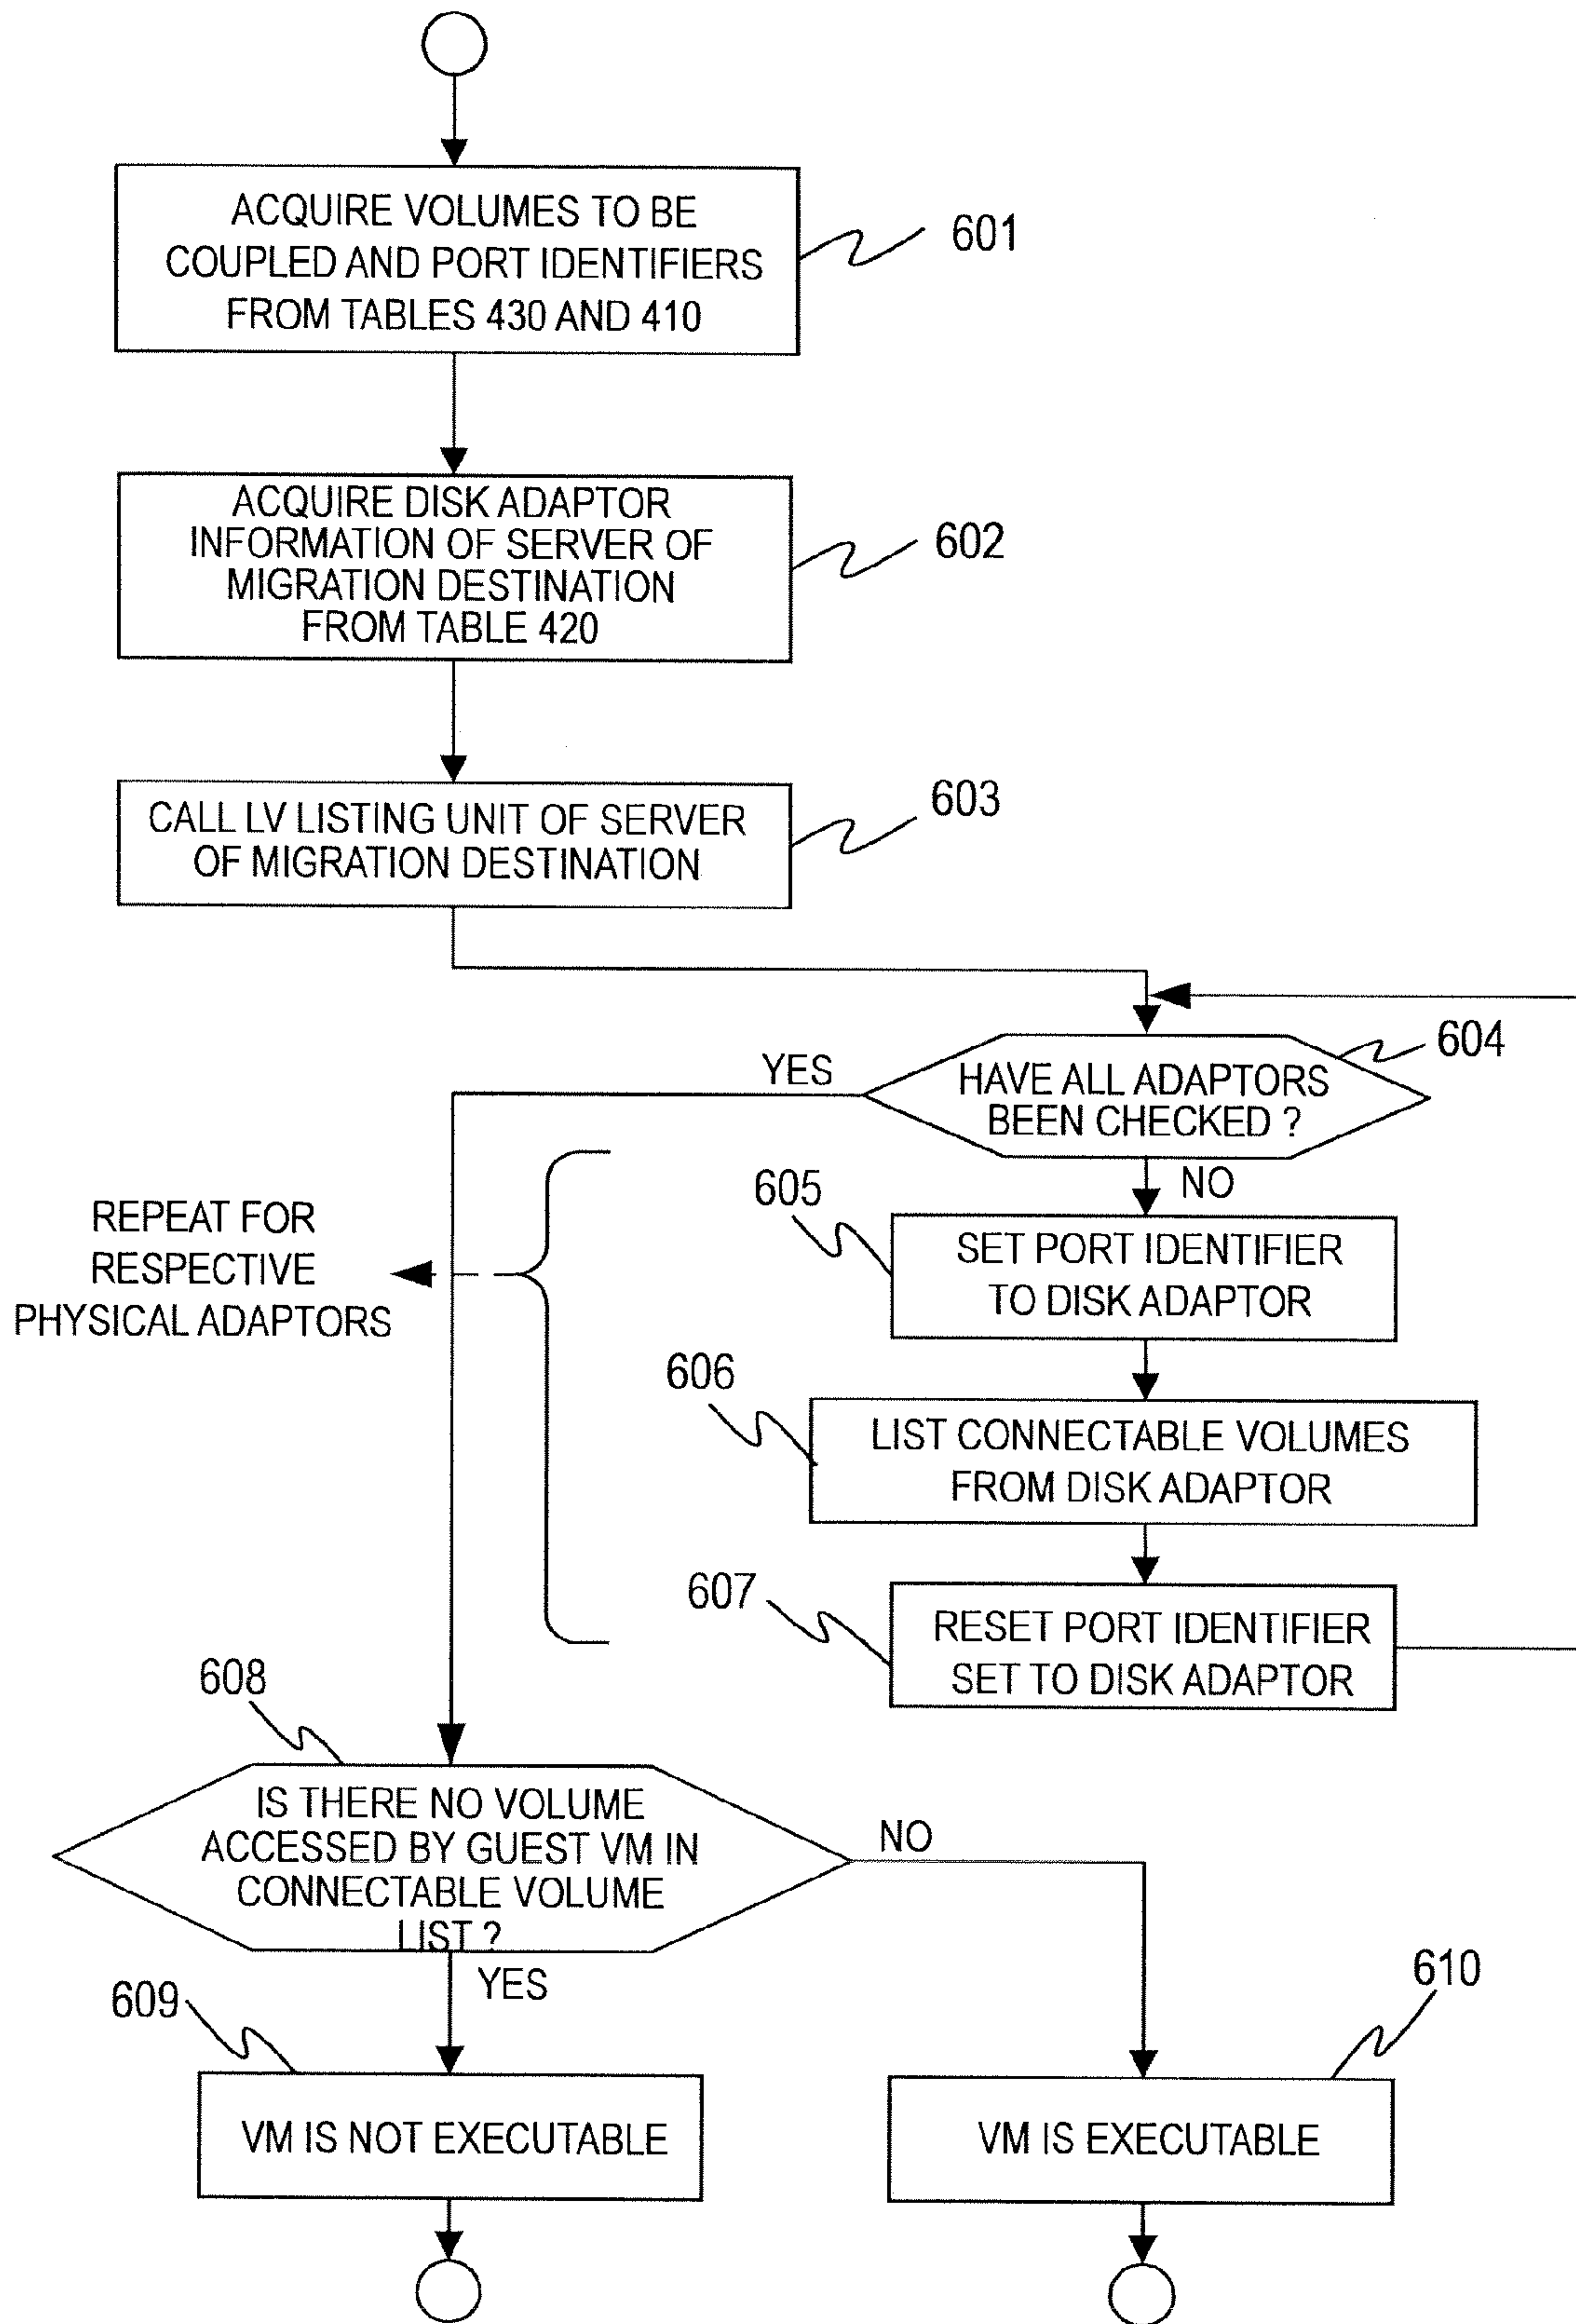 ACQUIRE VOLUMES TO BE
COUPLED AND PORT IDENTIFIERS
FROM TABLES 430 AND 410
601
ACQUIRE DISK ADAPTOR
INFORMATION OF SERVER OF
MIGRATION DESTINATION
FROM TABLE 420
602
CALL LV LISTING UNIT OF SERVER
OF MIGRATION DESTINATION
603
604
HAVE ALL ADAPTORS
BEEN CHECKED ?
YES
NO
REPEAT FOR
RESPECTIVE
PHYSICAL ADAPTORS
605
SET PORT IDENTIFIER
TO DISK ADAPTOR
606
LIST CONNECTABLE VOLUMES
FROM DISK ADAPTOR
607
RESET PORT IDENTIFIER
SET TO DISK ADAPTOR
608
IS THERE NO VOLUME
ACCESSED BY GUEST VM IN
CONNECTABLE VOLUME
LIST ?
NO
YES
609
VM IS NOT EXECUTABLE
610
VM IS EXECUTABLE